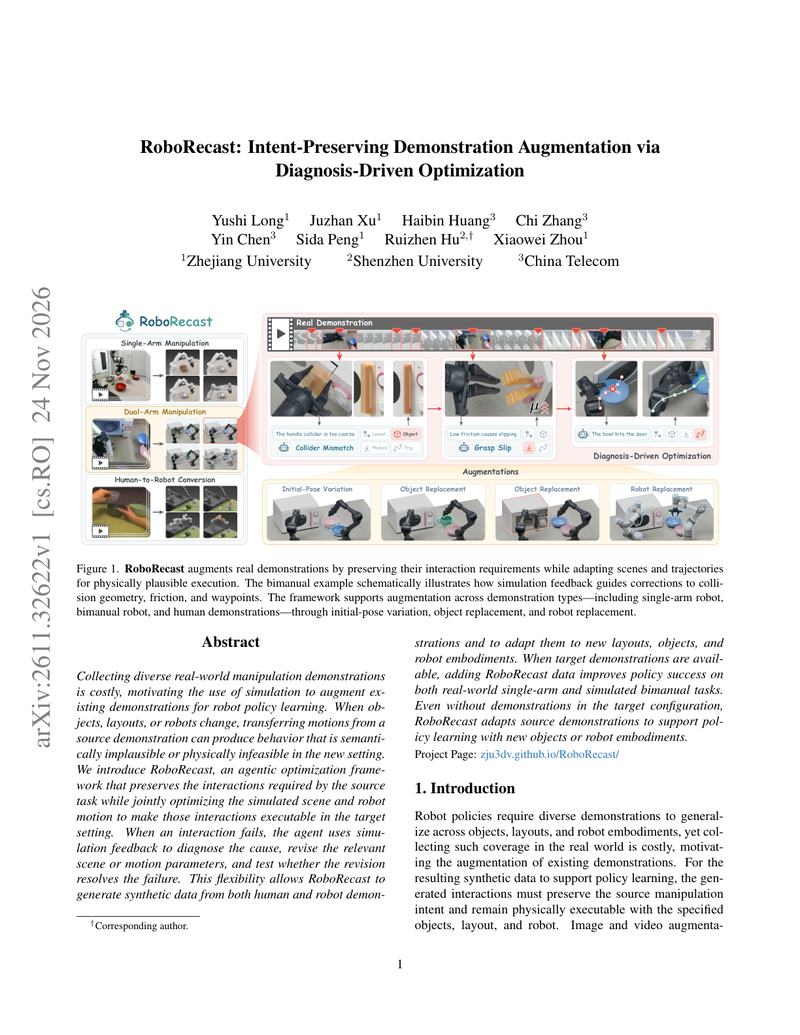 RoboRecast: Intent-Preserving Demonstration Augmentation via
Diagnosis-Driven Optimization
Yushi Long1 Juzhan Xu1 Haibin Huang3 Chi Zhang3
Yin Chen3 Sida Peng1 Ruizhen Hu2,† Xiaowei Zhou1
1Zhejiang University 2Shenzhen University 3China Telecom
arXiv:2611.32622v1 [cs.RO] 24 Nov 2026
RoboRecast
Single-Arm Manipulation
Dual-Arm Manipulation
Human-to-Robot Conversion
Real Demonstration
The handle collider is too coarse.
Layout
Object
Collider Mismatch
Physics
Traj
Low friction causes slipping.
Grasp Slip
μ
The bowl hits the door.
Diagnosis-Driven Optimization
Augmentations
Initial-Pose Variation
Object Replacement
Object Replacement
Robot Replacement
Figure 1. RoboRecast augments real demonstrations by preserving their interaction requirements while adapting scenes and trajectories
for physically plausible execution. The bimanual example schematically illustrates how simulation feedback guides corrections to colli-
sion geometry, friction, and waypoints. The framework supports augmentation across demonstration types—including single-arm robot,
bimanual robot, and human demonstrations—through initial-pose variation, object replacement, and robot replacement.
Abstract
Collecting diverse real-world manipulation demonstrations
is costly, motivating the use of simulation to augment ex-
isting demonstrations for robot policy learning. When ob-
jects, layouts, or robots change, transferring motions from a
source demonstration can produce behavior that is semanti-
cally implausible or physically infeasible in the new setting.
We introduce RoboRecast, an agentic optimization frame-
work that preserves the interactions required by the source
task while jointly optimizing the simulated scene and robot
motion to make those interactions executable in the target
setting. When an interaction fails, the agent uses simu-
lation feedback to diagnose the cause, revise the relevant
scene or motion parameters, and test whether the revision
resolves the failure. This flexibility allows RoboRecast to
generate synthetic data from both human and robot demon-
†Corresponding author.
strations and to adapt them to new layouts, objects, and
robot embodiments. When target demonstrations are avail-
able, adding RoboRecast data improves policy success on
both real-world single-arm and simulated bimanual tasks.
Even without demonstrations in the target configuration,
RoboRecast adapts source demonstrations to support pol-
icy learning with new objects or robot embodiments.
Project Page: zju3dv.github.io/RoboRecast/
1. Introduction
Robot policies require diverse demonstrations to general-
ize across objects, layouts, and robot embodiments, yet col-
lecting such coverage in the real world is costly, motivat-
ing the augmentation of existing demonstrations. For the
resulting synthetic data to support policy learning, the gen-
erated interactions must preserve the source manipulation
intent and remain physically executable with the specified
objects, layout, and robot. Image and video augmenta-
1